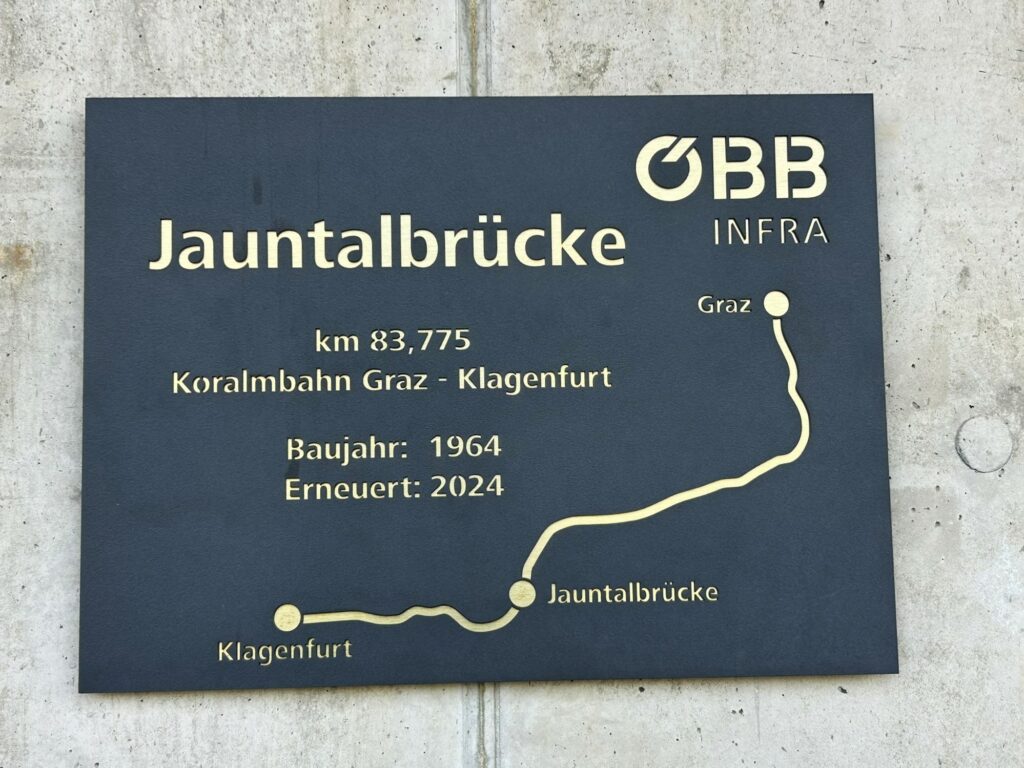 ÖBB
INFRA
Jauntalbrücke
km 83,775
Koralmbahn Graz - Klagenfurt
Baujahr: 1964
Erneuert: 2024
Graz
Jauntalbrücke
Klagenfurt